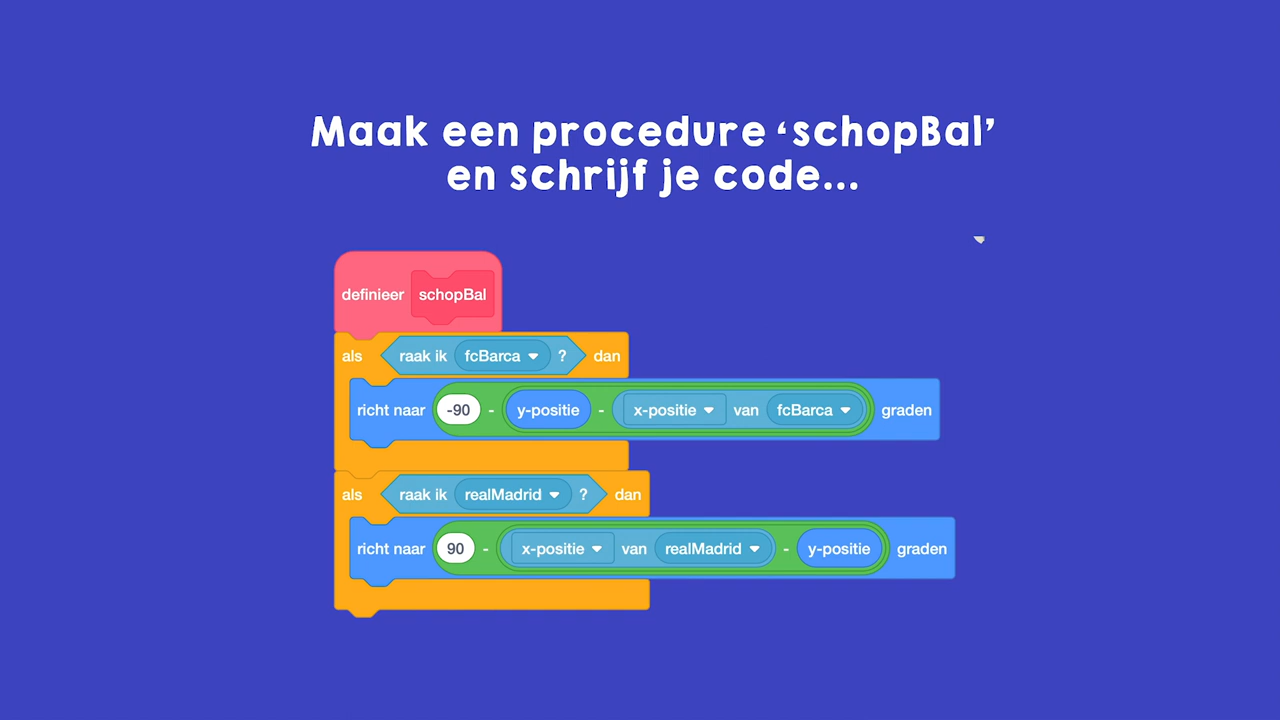 Maak een procedure ‘schopBal’
en schrijf je code...
definieer schopBal
als raak ik fcBarca ? dan
richt naar -90 - y-positie - x-positie van fcBarca graden
als raak ik realMadrid ? dan
richt naar 90 - x-positie van realMadrid - y-positie graden